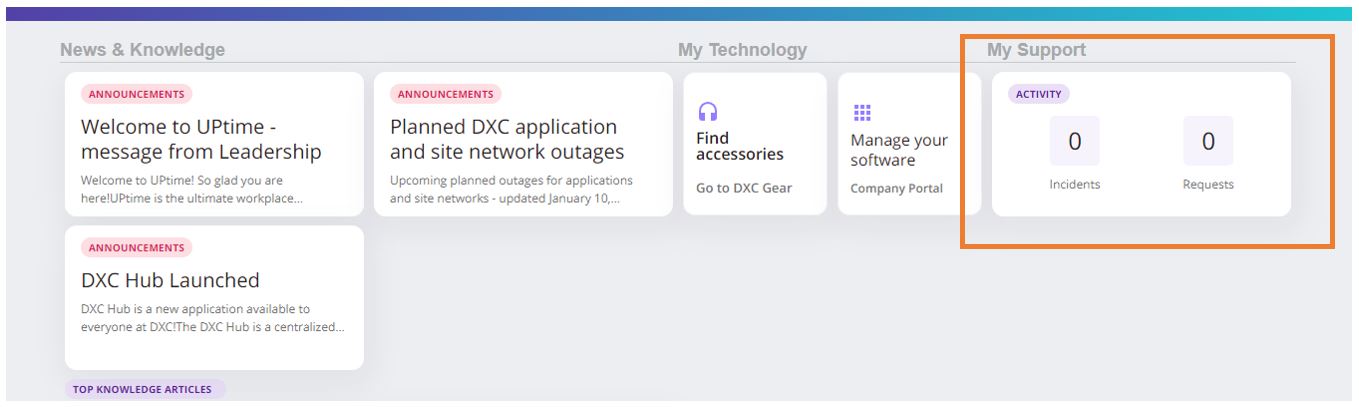 News & Knowledge
My Technology
My Support
ANNOUNCEMENTS
Welcome to UPtime -
message from Leadership
Welcome to UPtime! So glad you are
here!UPtime is the ultimate workplace...
ANNOUNCEMENTS
Planned DXC application
and site network outages
Upcoming planned outages for applications
and site networks - updated January 10,...
Find
accessories
Go to DXC Gear
Manage your
software
Company Portal
ACTIVITY
0
Incidents
0
Requests
ANNOUNCEMENTS
DXC Hub Launched
DXC Hub is a new application available to
everyone at DXC!The DXC Hub is a centralized...
TOP KNOWLEDGE ARTICLES